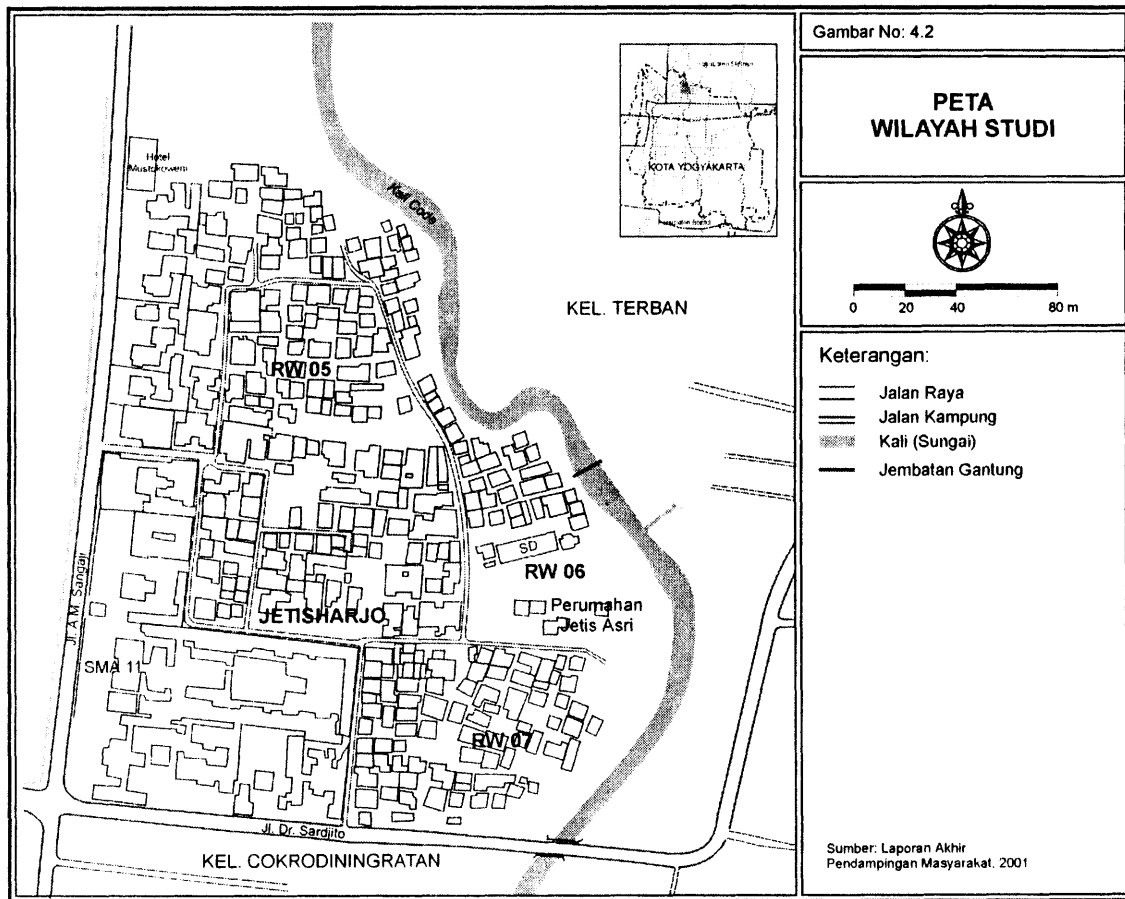 Gambar No: 4.2
PETA
WILAYAH STUDI
0 20 40 80 m
Keterangan:
Jalan Raya
Jalan Kampung
Kali (Sungai)
Jembatan Gantung
Sumber: Laporan Akhir
Pendampingan Masyarakat. 2001
KOTA YOGYAKARTA
Hotel
Mustokoweni
Kali Code
KEL. TERBAN
RW 05
SD
RW 06
Perumahan
Jetis Asri
JETISHARJO
Jl. A.M. Sangaji
SMA 11
RW 07
Jl. Dr. Sardjito
KEL. COKRODININGRATAN